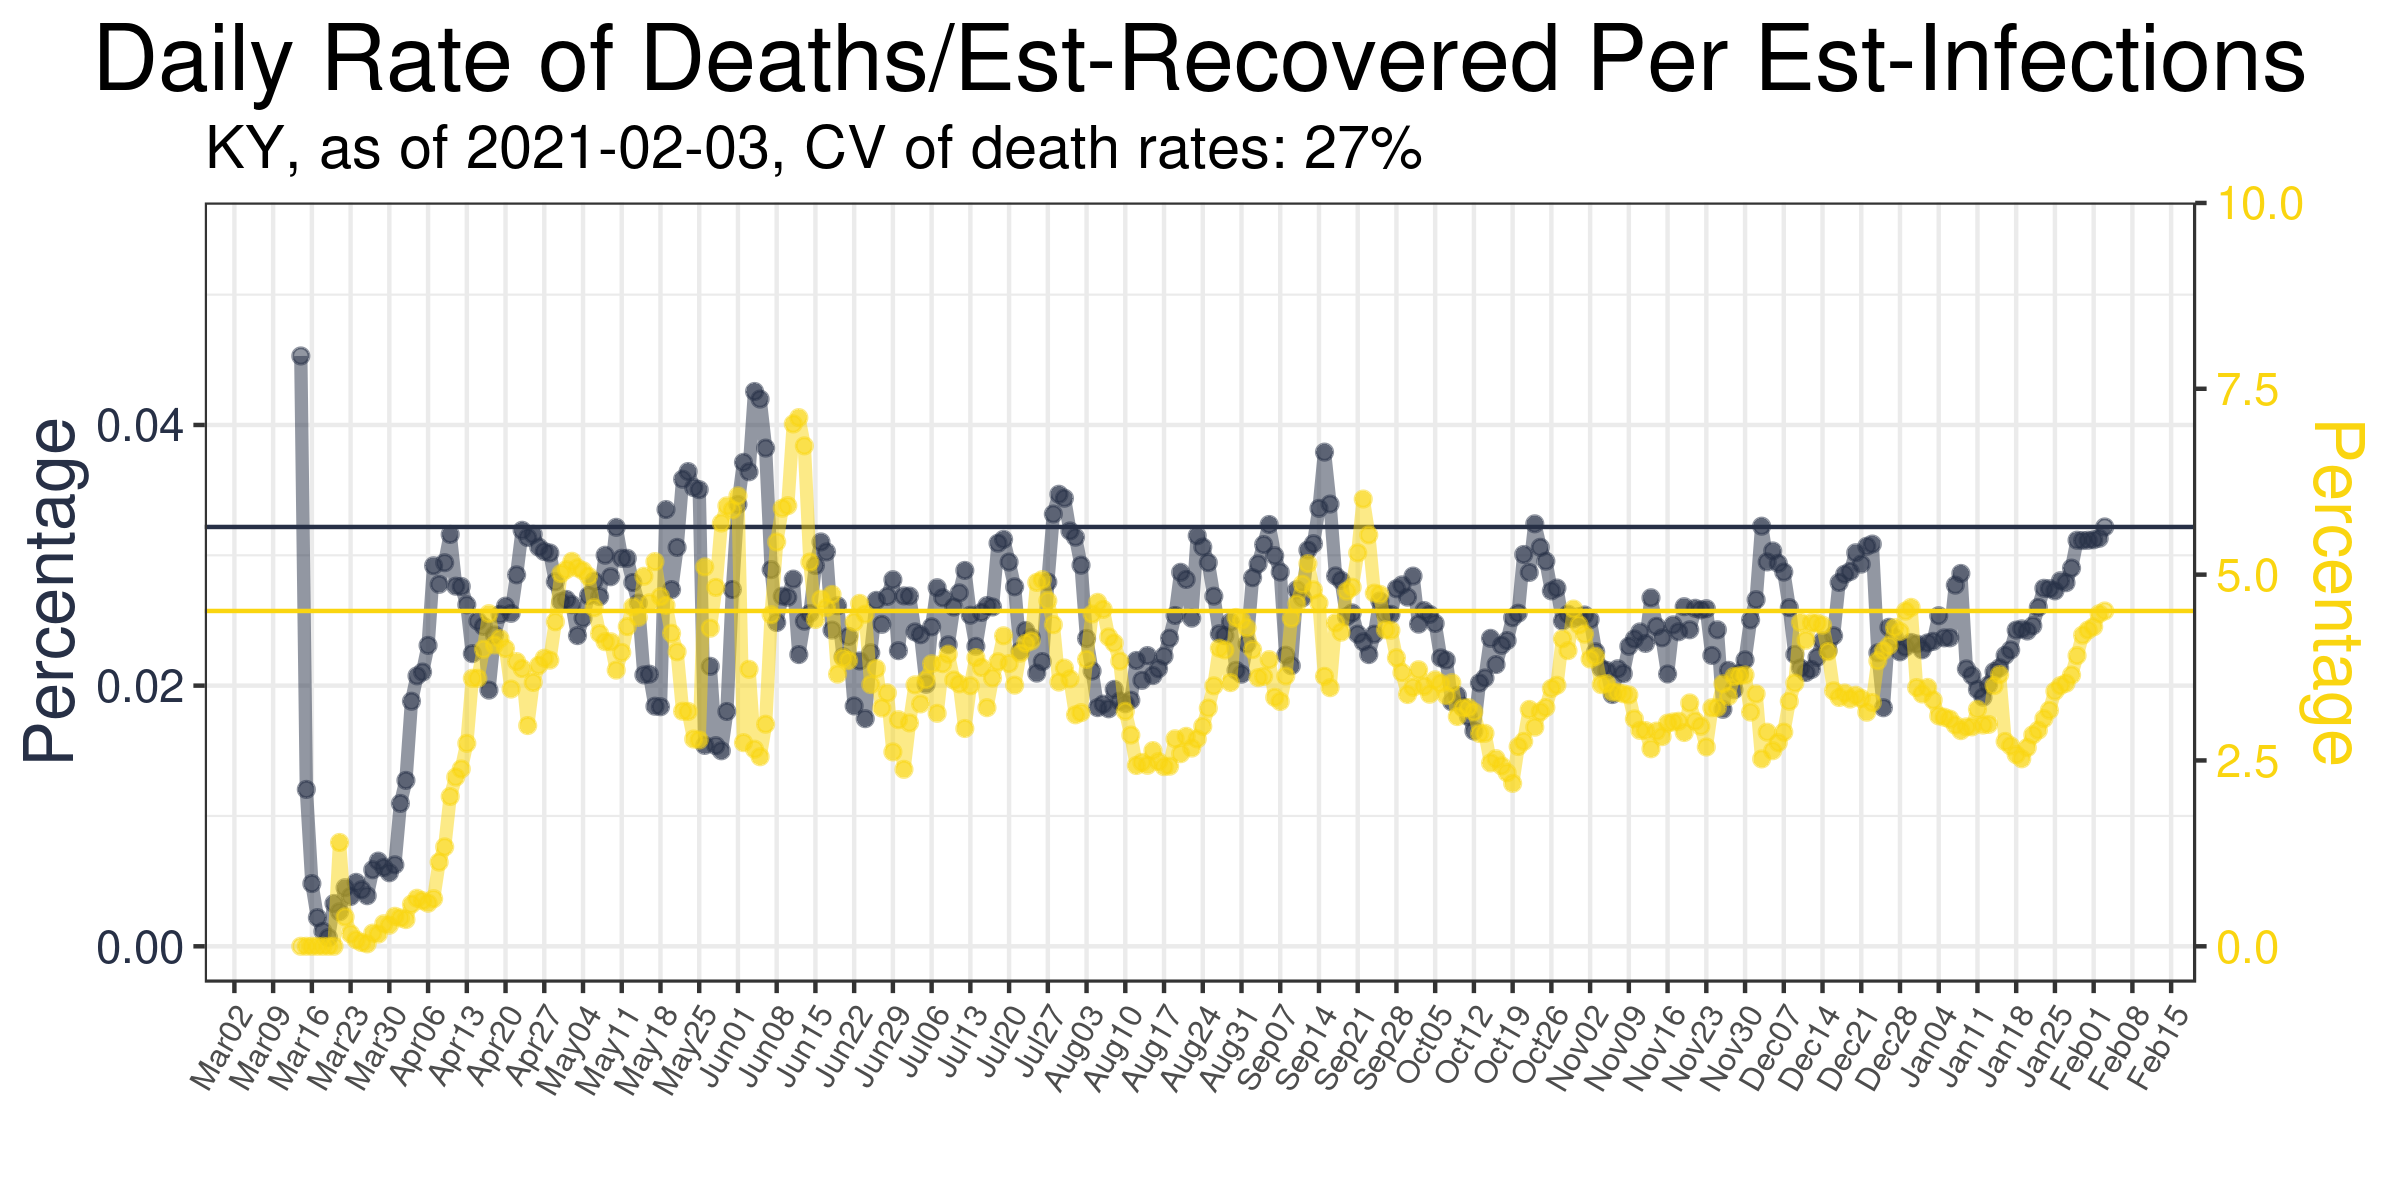 Daily Rate of Deaths/Est-Recovered Per Est-Infections
KY, as of 2021-02-03, CV of death rates: 27%
Percentage
0.04
0.02
0.00
10.0
7.5
5.0
2.5
0.0
Percentage
Mar02
Mar09
Mar16
Mar23
Mar30
Apr06
Apr13
Apr20
Apr27
May04
May11
May18
May25
Jun01
Jun08
Jun15
Jun22
Jun29
Jul06
Jul13
Jul20
Jul27
Aug03
Aug10
Aug17
Aug24
Aug31
Sep07
Sep14
Sep21
Sep28
Oct05
Oct12
Oct19
Oct26
Nov02
Nov09
Nov16
Nov23
Nov30
Dec07
Dec14
Dec21
Dec28
Jan04
Jan11
Jan18
Jan25
Feb01
Feb08
Feb15